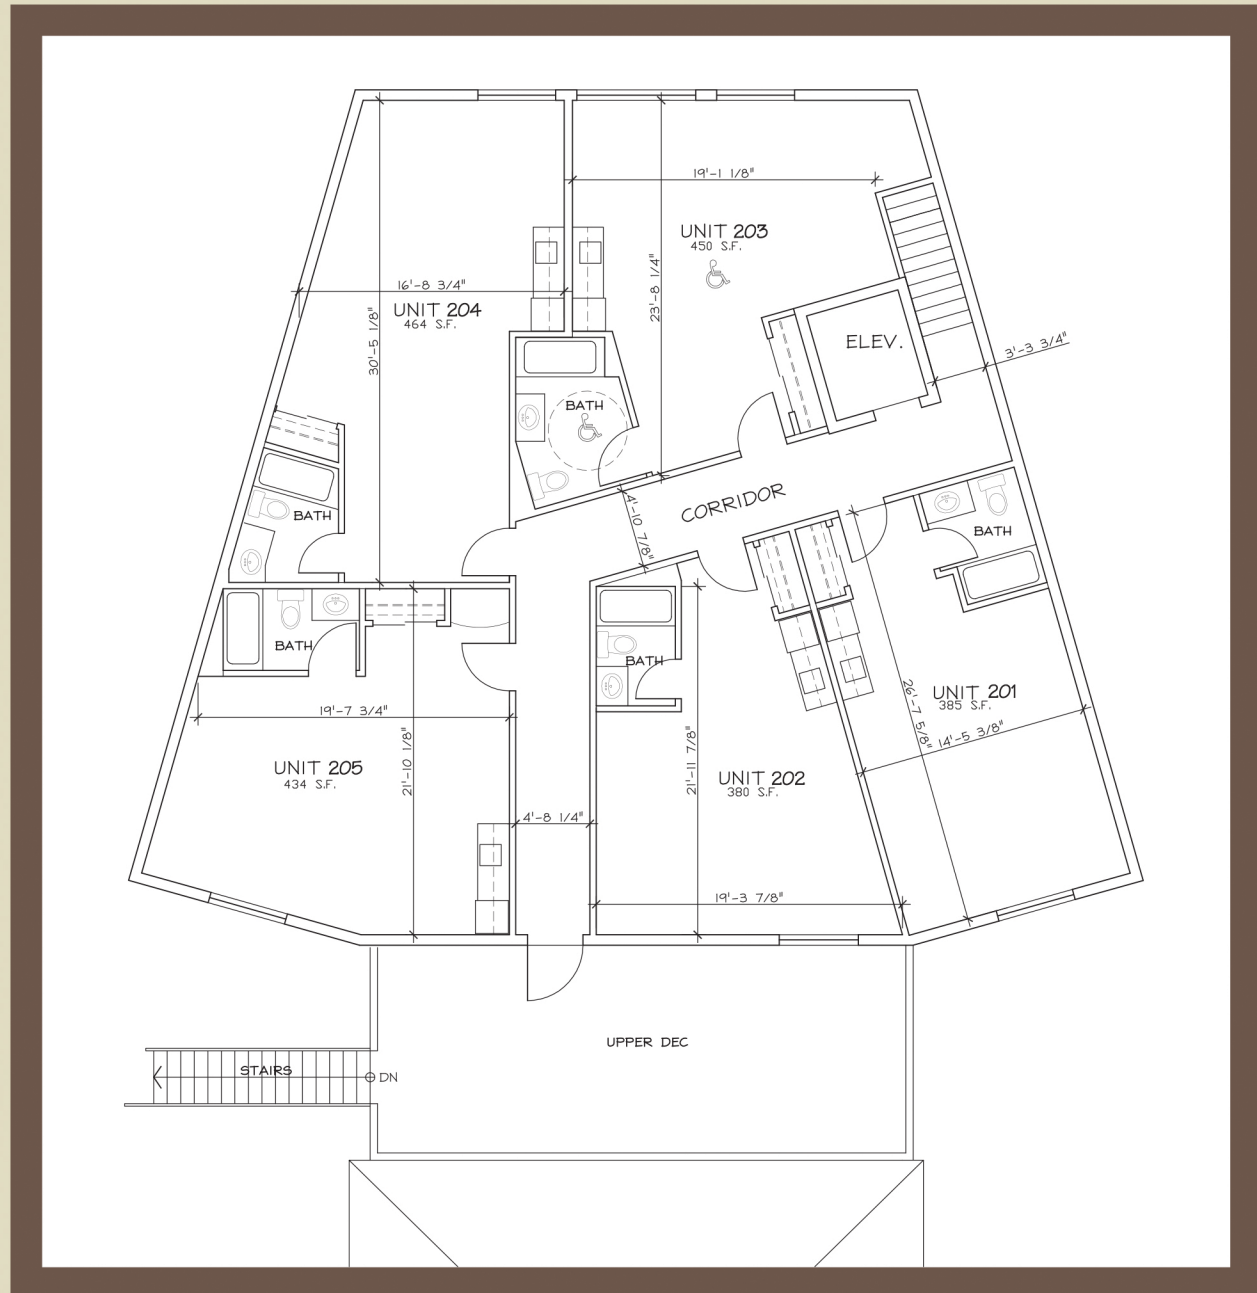 19'-1 1/8"
UNIT 203
450 S.F.
23'-8 1/4"
16'-8 3/4"
UNIT 204
464 S.F.
30'-5 1/8"
ELEV.
3'-3 3/4"
BATH
CORRIDOR
4'-10 7/8"
BATH
BATH
BATH
BATH
19'-7 3/4"
21'-10 1/8"
UNIT 205
434 S.F.
4'-8 1/4"
21'-11 7/8"
UNIT 202
380 S.F.
19'-3 7/8"
UNIT 201
385 S.F.
26'-7 5/8"
14'-5 3/8"
UPPER DEC
STAIRS
DN